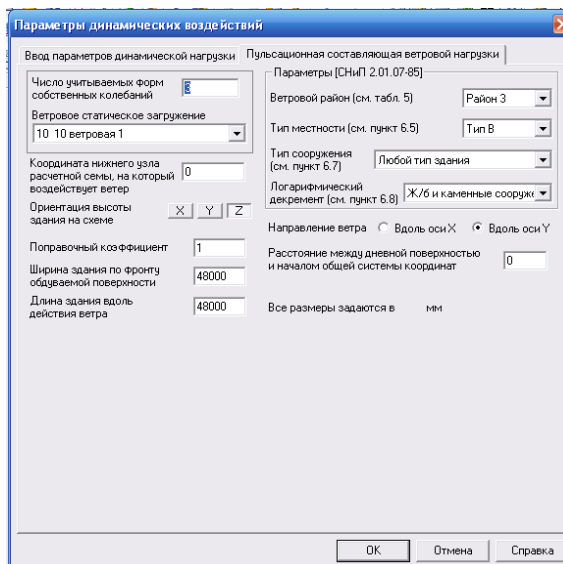 Параметры динамических воздействий
Ввод параметров динамической нагрузки
Пульсационная составляющая ветровой нагрузки
Число учитываемых форм
собственных колебаний
3
Ветровое статическое загружение
10 10 ветровая 1
Координата нижнего узла
расчетной семы, на который
воздействует ветер
0
Ориентация высоты
здания на схеме
X Y Z
Поправочный коэффициент
1
Ширина здания по фронту
обдуваемой поверхности
48000
Длина здания вдоль
действия ветра
48000
Параметры [СНиП 2.01.07-85]
Ветровой район (см. табл. 5)
Район 3
Тип местности (см. пункт 6.5)
Тип В
Тип сооружения
(см. пункт 6.7)
Любой тип здания
Логарифмический
декремент (см. пункт 6.8)
Ж/б и каменные сооруже
Направление ветра
Вдоль оси X
Вдоль оси Y
Расстояние между дневной поверхностью
и началом общей системы координат
0
Все размеры задаются в мм
OK
Отмена
Справка